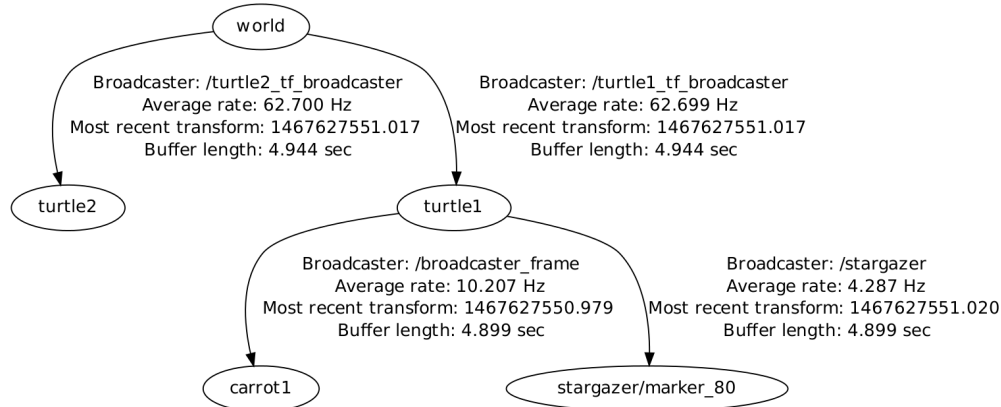 world
Broadcaster: /turtle2_tf_broadcaster
Average rate: 62.700 Hz
Most recent transform: 1467627551.017
Buffer length: 4.944 sec
Broadcaster: /turtle1_tf_broadcaster
Average rate: 62.699 Hz
Most recent transform: 1467627551.017
Buffer length: 4.944 sec
turtle2
turtle1
Broadcaster: /broadcaster_frame
Average rate: 10.207 Hz
Most recent transform: 1467627550.979
Buffer length: 4.899 sec
Broadcaster: /stargazer
Average rate: 4.287 Hz
Most recent transform: 1467627551.020
Buffer length: 4.899 sec
carrot1
stargazer/marker_80